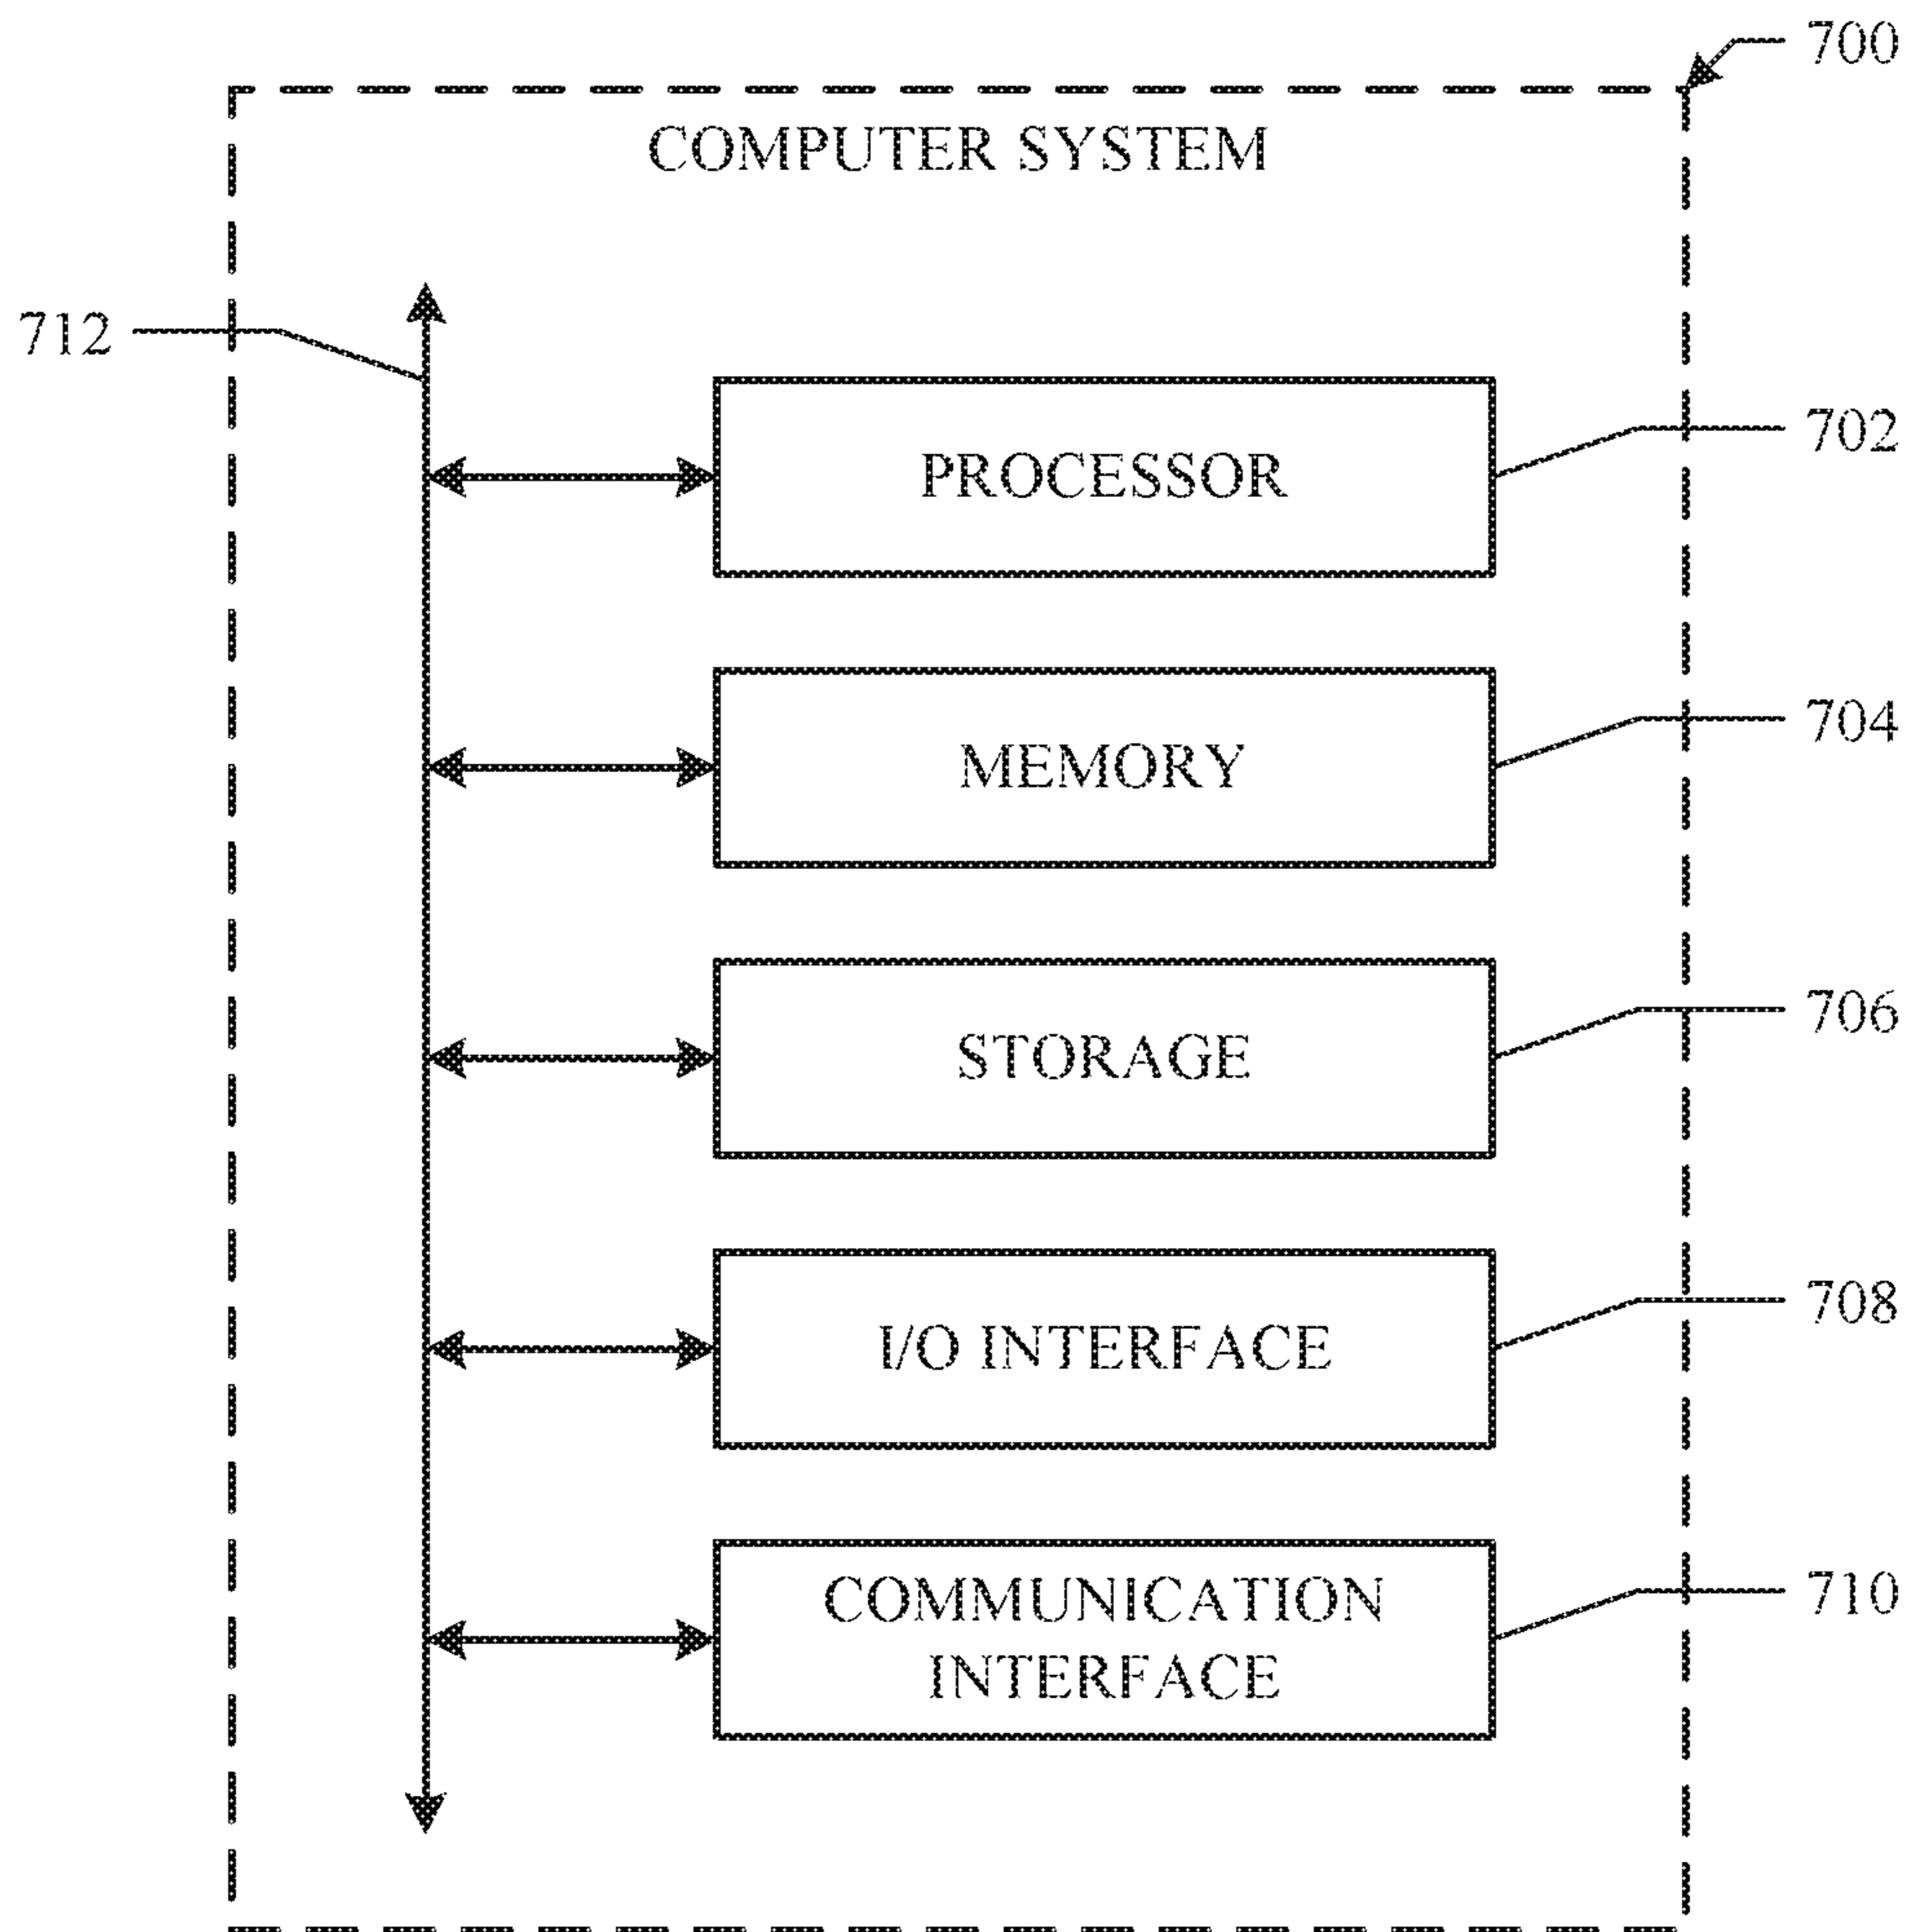 700
COMPUTER SYSTEM
712
PROCESSOR
702
MEMORY
704
STORAGE
706
I/O INTERFACE
708
COMMUNICATION
INTERFACE
710